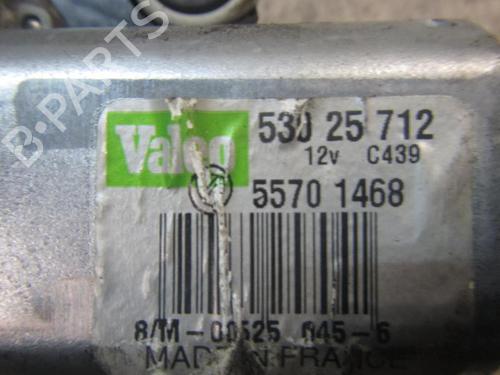 B-PARTS
Valeo 530 25 712
12v C439
5570 1468
8/M-00525 045-6
MADE IN FRANCE